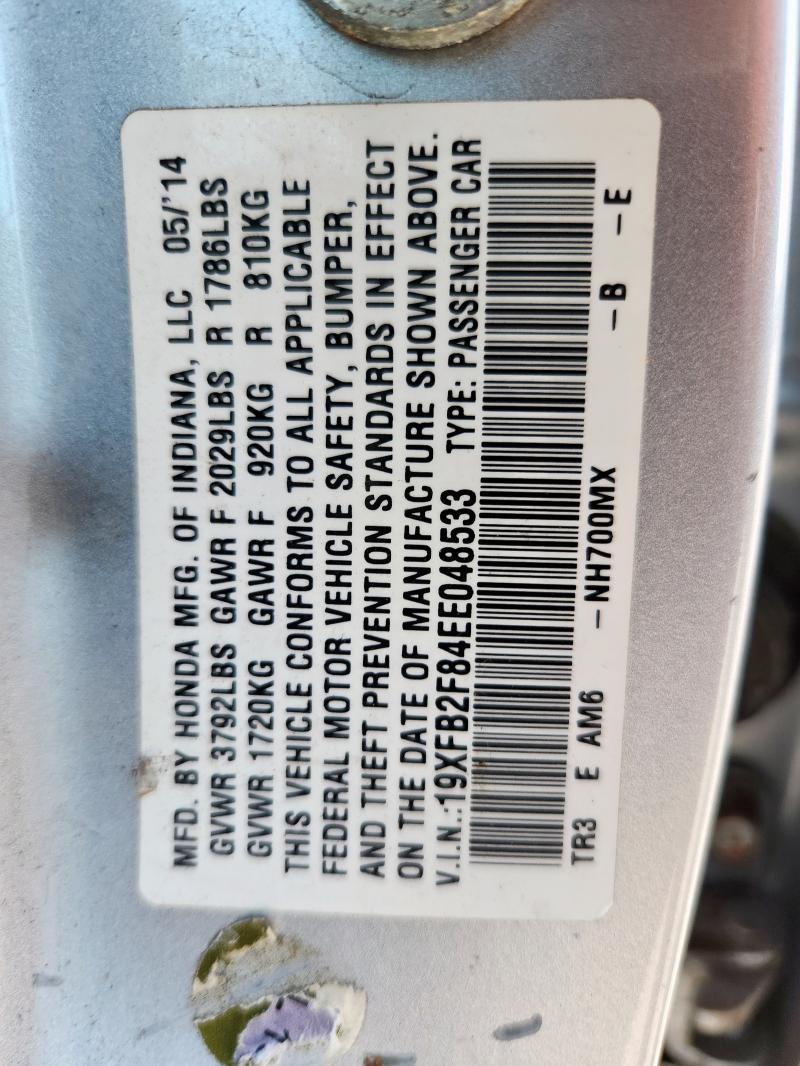 MFD. BY HONDA MFG. OF INDIANA, LLC 05/'14
GVWR 3792LBS GAWR F 2029LBS R 1786LBS
GVWR 1720KG GAWR F 920KG R 810KG
THIS VEHICLE CONFORMS TO ALL APPLICABLE
FEDERAL MOTOR VEHICLE SAFETY, BUMPER,
AND THEFT PREVENTION STANDARDS IN EFFECT
ON THE DATE OF MANUFACTURE SHOWN ABOVE.
V.I.N.:19XFB2F84EE048533 TYPE: PASSENGER CAR
TR3 E AM6 -NH700MX -B -E